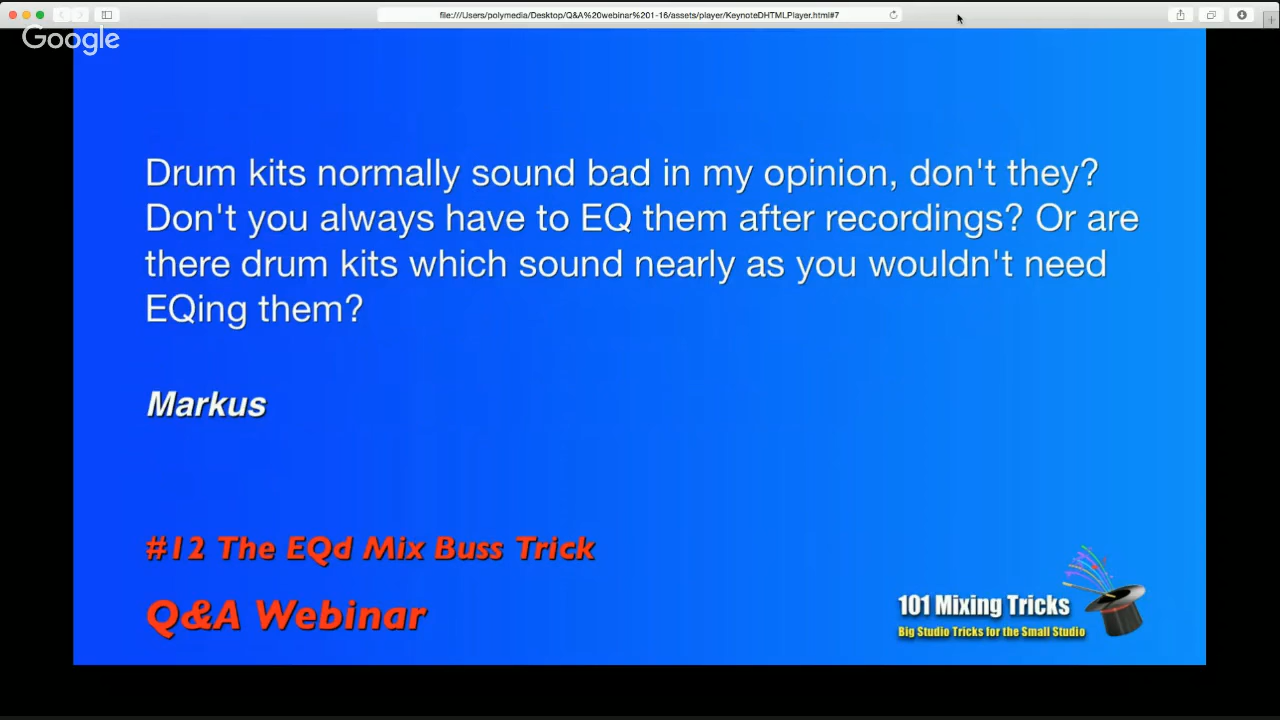 file:///Users/polymedia/Desktop/Q&A%20webinar%201-16/assets/player/KeynoteDHTMLPlayer.html#7
Google
Drum kits normally sound bad in my opinion, don't they?
Don't you always have to EQ them after recordings? Or are
there drum kits which sound nearly as you wouldn't need
EQing them?
Markus
#12 The EQd Mix Buss Trick
Q&A Webinar
101 Mixing Tricks
Big Studio Tricks for the Small Studio